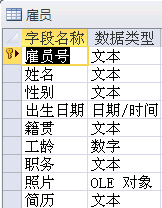 雇员
字段名称 数据类型
雇员号 文本
姓名 文本
性别 文本
出生日期 日期/时间
籍贯 文本
工龄 数字
职务 文本
照片 OLE 对象
简历 文本